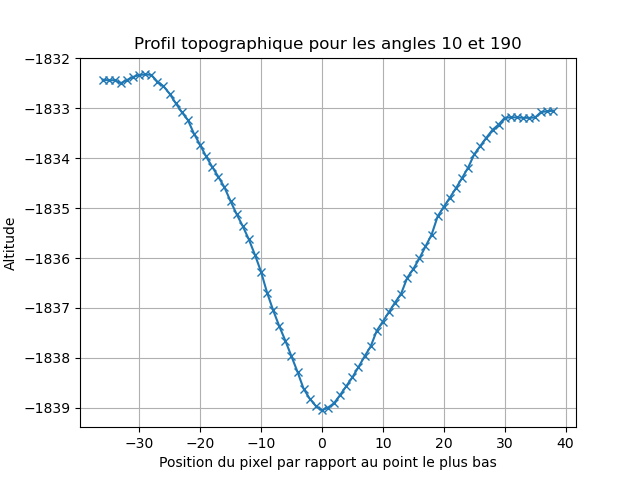 Profil topographique pour les angles 10 et 190
Altitude
−1832
−1833
−1834
−1835
−1836
−1837
−1838
−1839
−30 −20 −10 0 10 20 30 40
Position du pixel par rapport au point le plus bas